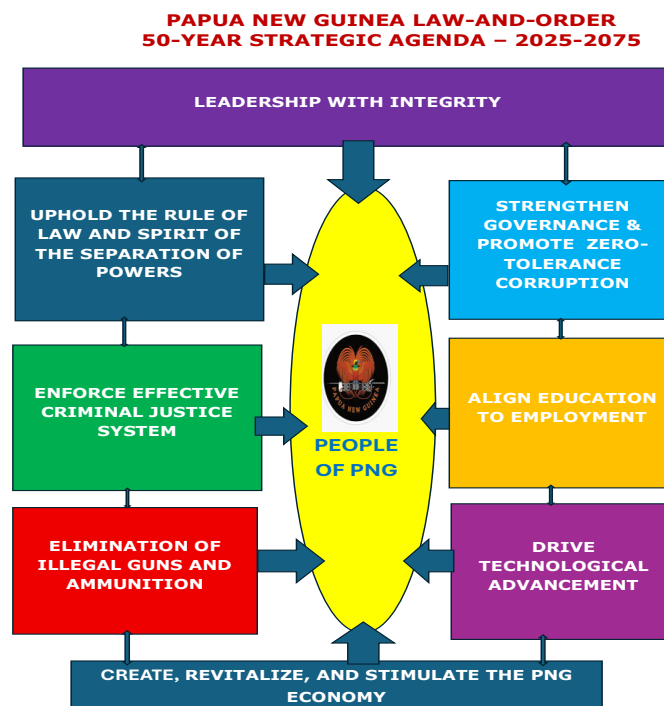 PAPUA NEW GUINEA LAW-AND-ORDER
50-YEAR STRATEGIC AGENDA – 2025-2075
LEADERSHIP WITH INTEGRITY
UPHOLD THE RULE OF
LAW AND SPIRIT OF
THE SEPARATION OF
POWERS
STRENGTHEN
GOVERNANCE &
PROMOTE ZERO-
TOLERANCE
CORRUPTION
ENFORCE EFFECTIVE
CRIMINAL JUSTICE
SYSTEM
PAPUA NEW GUINEA
PEOPLE
OF PNG
ALIGN EDUCATION
TO EMPLOYMENT
ELIMINATION OF
ILLEGAL GUNS AND
AMMUNITION
DRIVE
TECHNOLOGICAL
ADVANCEMENT
CREATE, REVITALIZE, AND STIMULATE THE PNG
ECONOMY